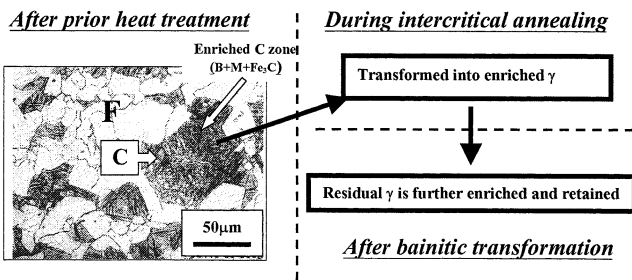 After prior heat treatment
Enriched C zone
(B+M+Fe₃C)
F
C
50μm
During intercritical annealing
Transformed into enriched γ
Residual γ is further enriched and retained
After bainitic transformation